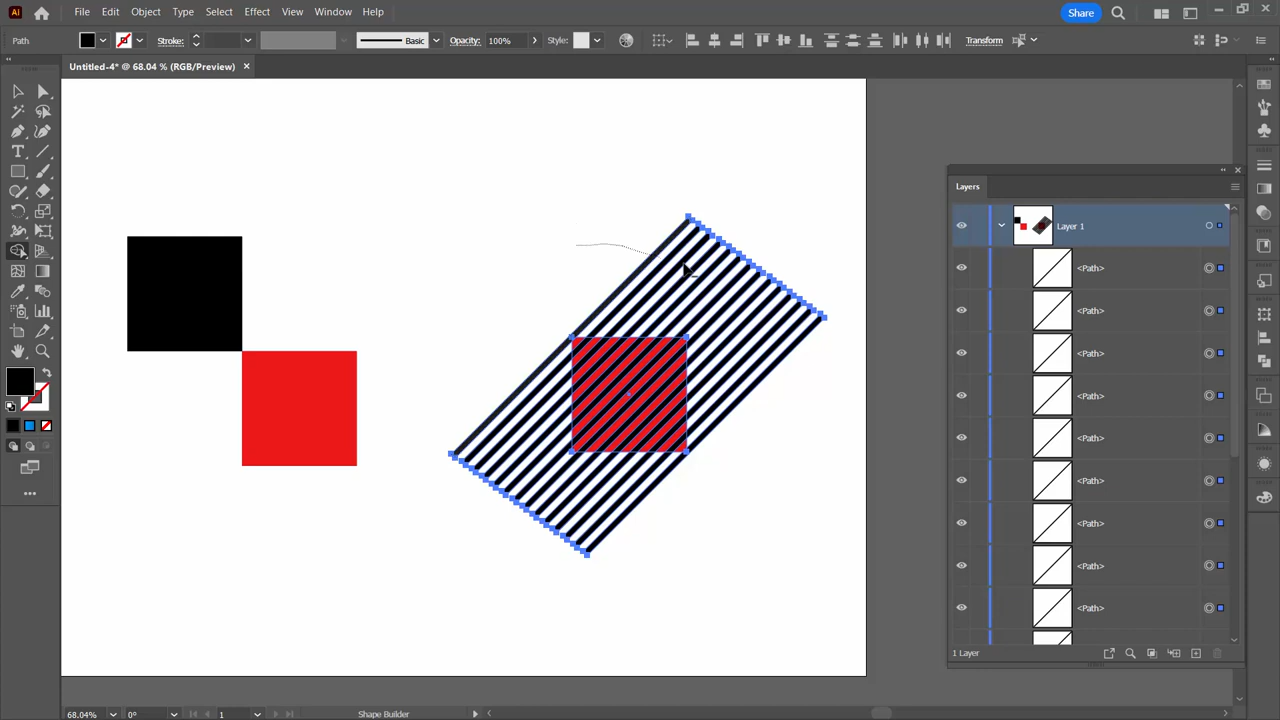 Ai File Edit Object Type Select Effect View Window Help Share
Path Stroke: Basic Opacity: 100% Style: Transform
Untitled-4* @ 68.04 % (RGB/Preview)
Layers
Layer 1
<Path>
<Path>
<Path>
<Path>
<Path>
<Path>
<Path>
<Path>
<Path>
1 Layer
68.04% 0° 1 Shape Builder